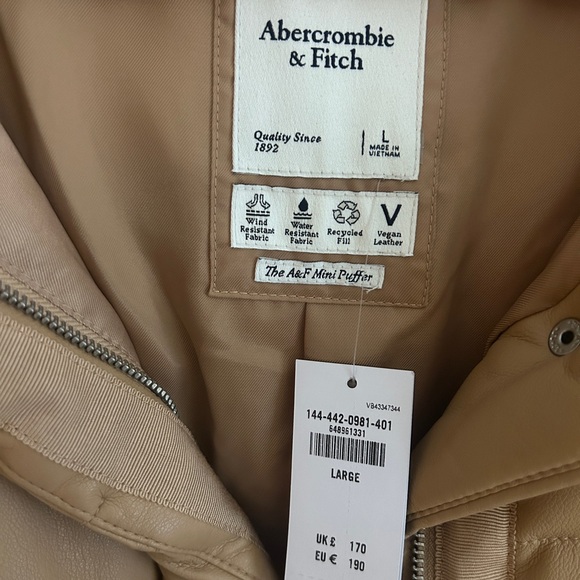 Abercrombie
& Fitch
Quality Since
1892
L
MADE IN
VIETNAM
Wind
Resistant
Fabric
Water
Resistant
Fabric
Recycled
Fill
V
Vegan
Leather
The A&F Mini Puffer
VB43347344
144-442-0981-401
648961331
LARGE
UK £ 170
EU € 190